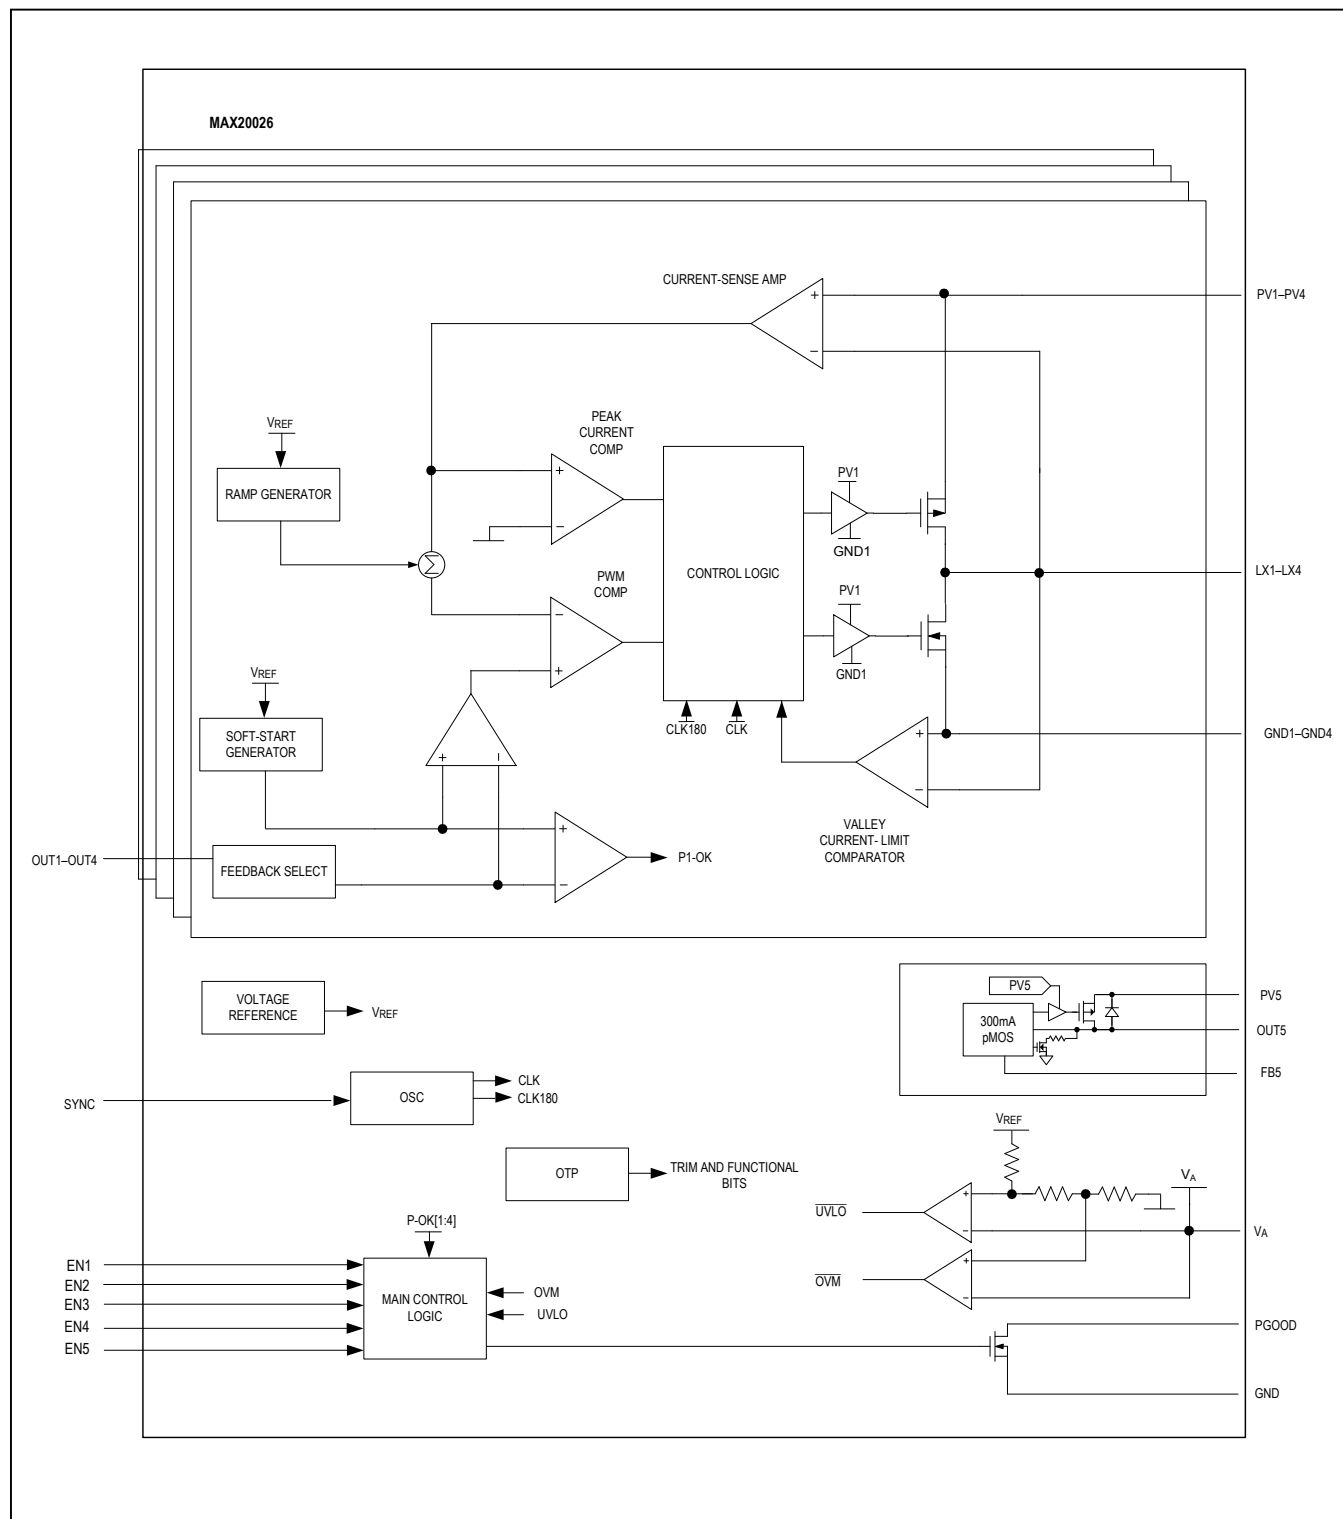 MAX20026
CURRENT-SENSE AMP
+
−
PV1–PV4
PEAK
CURRENT
COMP
VREF
RAMP GENERATOR
+
−
PV1
GND1
Σ
CONTROL LOGIC
LX1–LX4
PWM
COMP
−
+
PV1
GND1
VREF
SOFT-START
GENERATOR
+
−
CLK180
CLK
+
−
GND1–GND4
VALLEY
CURRENT- LIMIT
COMPARATOR
OUT1–OUT4
FEEDBACK SELECT
+
−
P1-OK
VOLTAGE
REFERENCE
VREF
PV5
300mA
pMOS
PV5
OUT5
FB5
SYNC
OSC
CLK
CLK180
VREF
OTP
TRIM AND FUNCTIONAL
BITS
UVLO
+
−
VA
VA
OVM
+
−
P-OK[1:4]
EN1
EN2
EN3
EN4
EN5
MAIN CONTROL
LOGIC
OVM
UVLO
PGOOD
GND